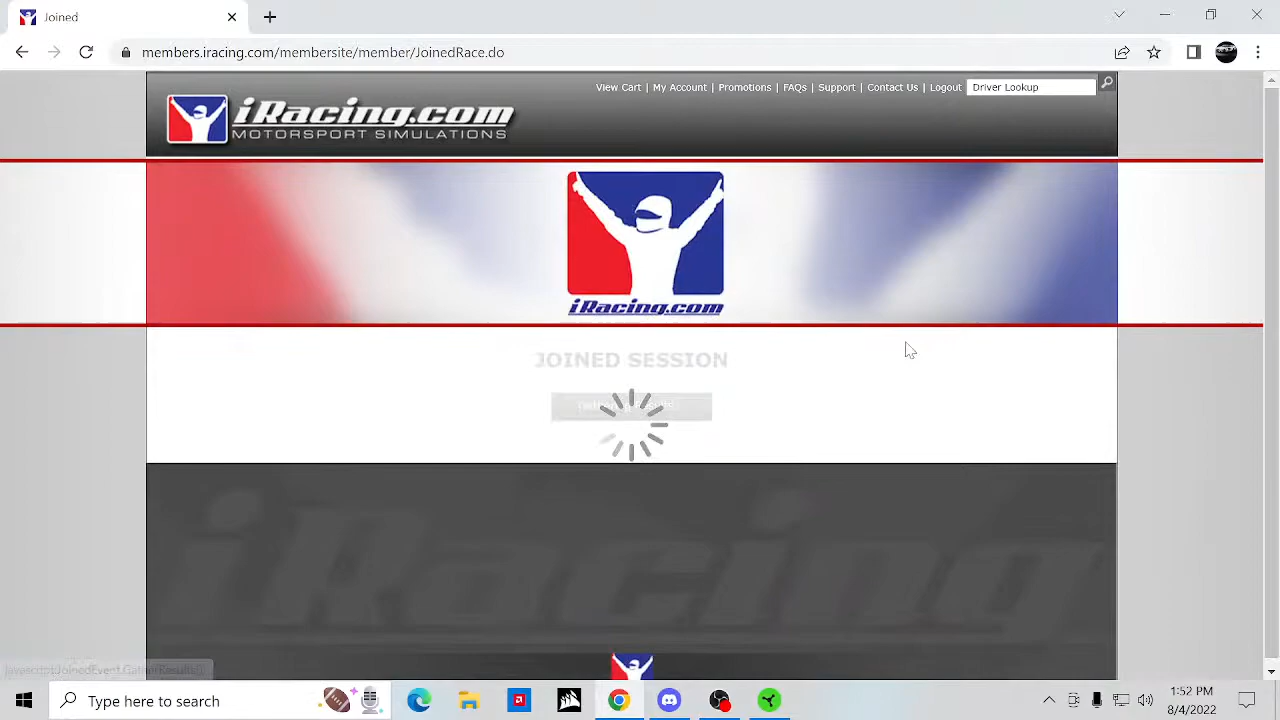 Joined
members.iracing.com/membersite/member/JoinedRace.do
View Cart | My Account | Promotions | FAQs | Support | Contact Us | Logout Driver Lookup
iRacing.com
MOTORSPORT SIMULATIONS
iRacing.com
JOINED SESSION
iRacing
Type here to search
1:52 PM
8/4/2022